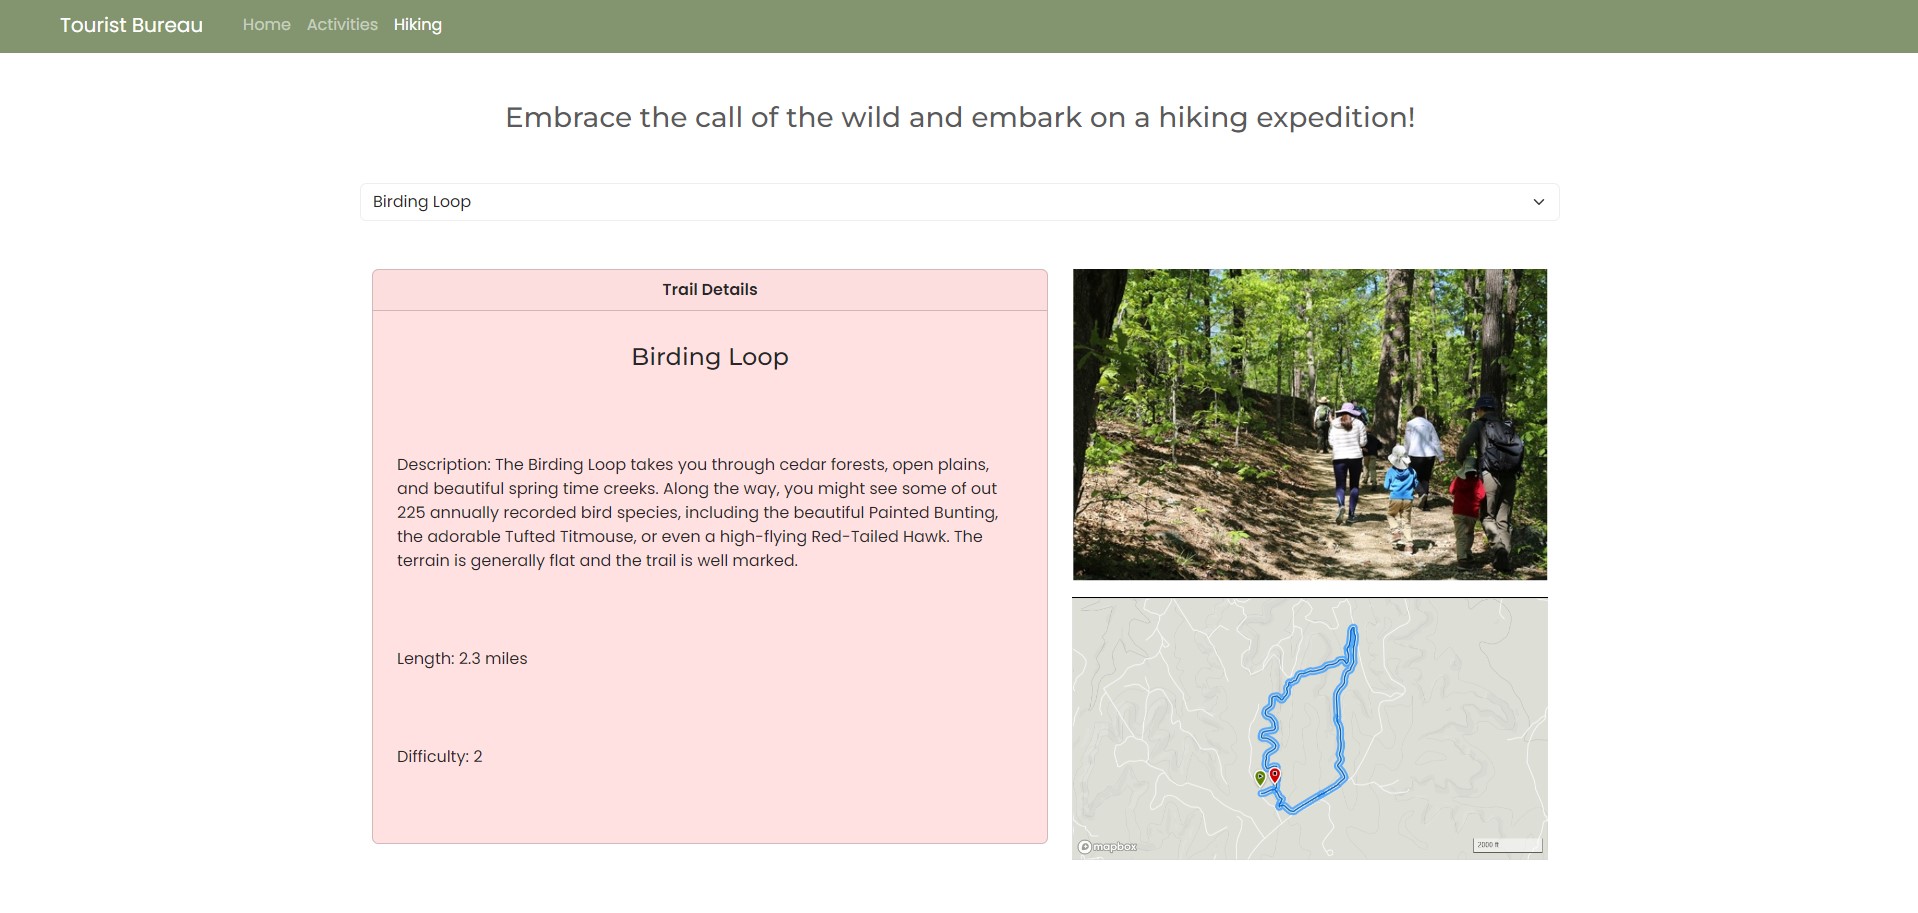 Tourist Bureau Home Activities Hiking
Embrace the call of the wild and embark on a hiking expedition!
Birding Loop
Trail Details
Birding Loop
Description: The Birding Loop takes you through cedar forests, open plains,
and beautiful spring time creeks. Along the way, you might see some of out
225 annually recorded bird species, including the beautiful Painted Bunting,
the adorable Tufted Titmouse, or even a high-flying Red-Tailed Hawk. The
terrain is generally flat and the trail is well marked.
Length: 2.3 miles
Difficulty: 2
mapbox
2000 ft